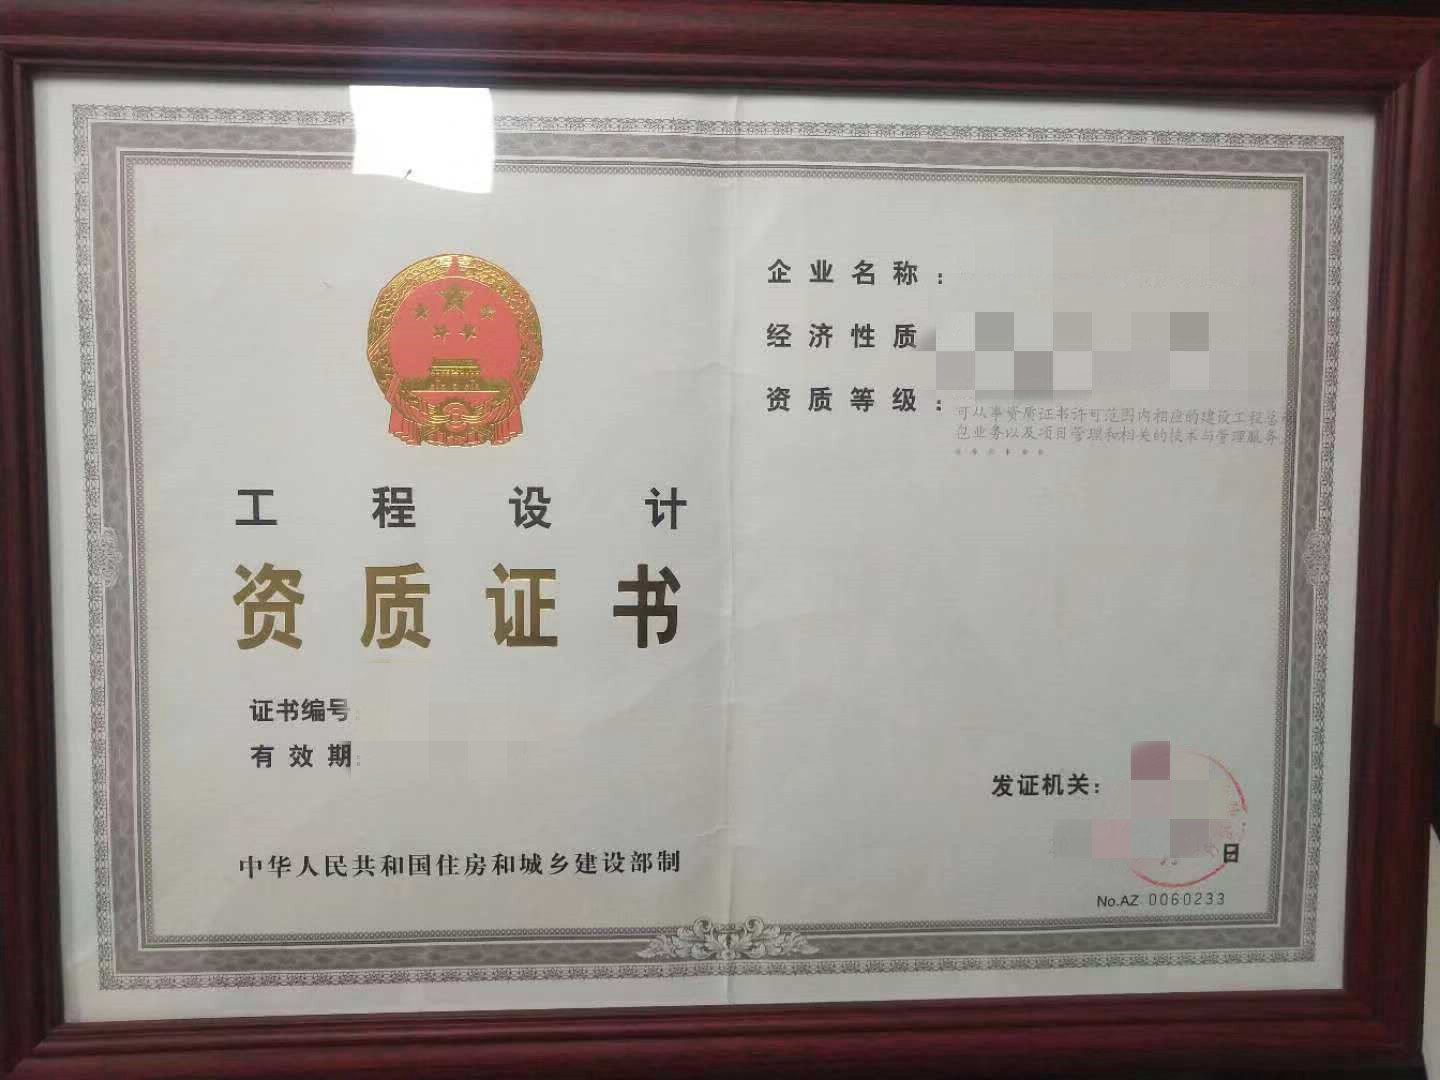 工程设计
资质证书
证书编号
有效期:
中华人民共和国住房和城乡建设部制
企业名称:
经济性质
资质等级:
可从事资质证书许可范围内相应的建设工程总
包业务以及项目管理和相关的技术与管理服务
******
发证机关:
日
No.AZ 0060233